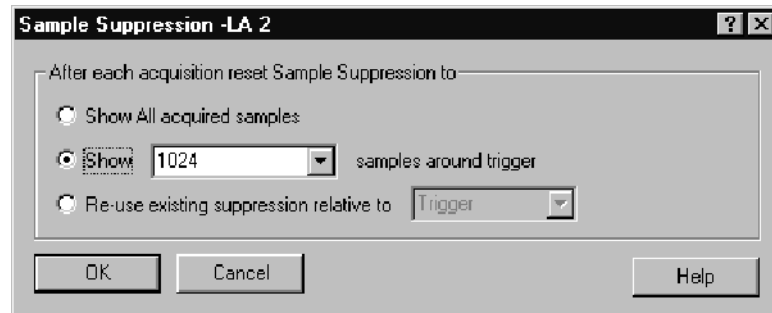 Sample Suppression -LA 2
After each acquisition reset Sample Suppression to
Show All acquired samples
Show 1024 samples around trigger
Re-use existing suppression relative to Trigger
OK Cancel Help